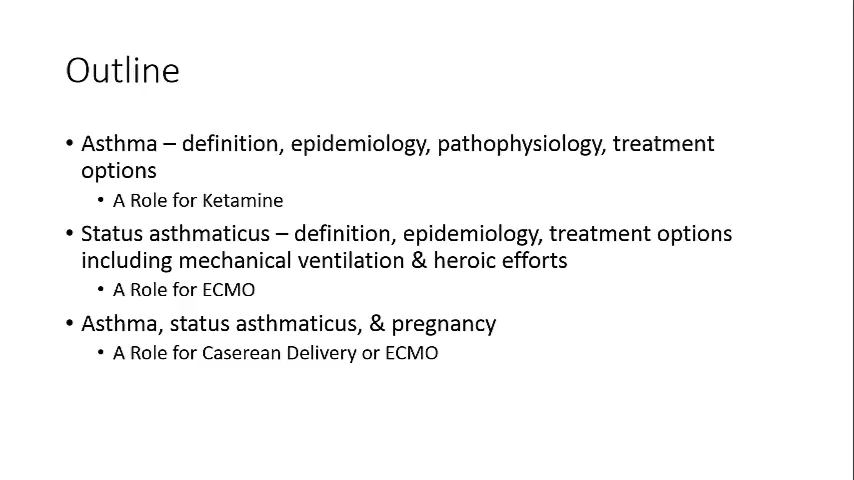 Outline
• Asthma – definition, epidemiology, pathophysiology, treatment
options
• A Role for Ketamine
• Status asthmaticus – definition, epidemiology, treatment options
including mechanical ventilation & heroic efforts
• A Role for ECMO
• Asthma, status asthmaticus, & pregnancy
• A Role for Caserean Delivery or ECMO